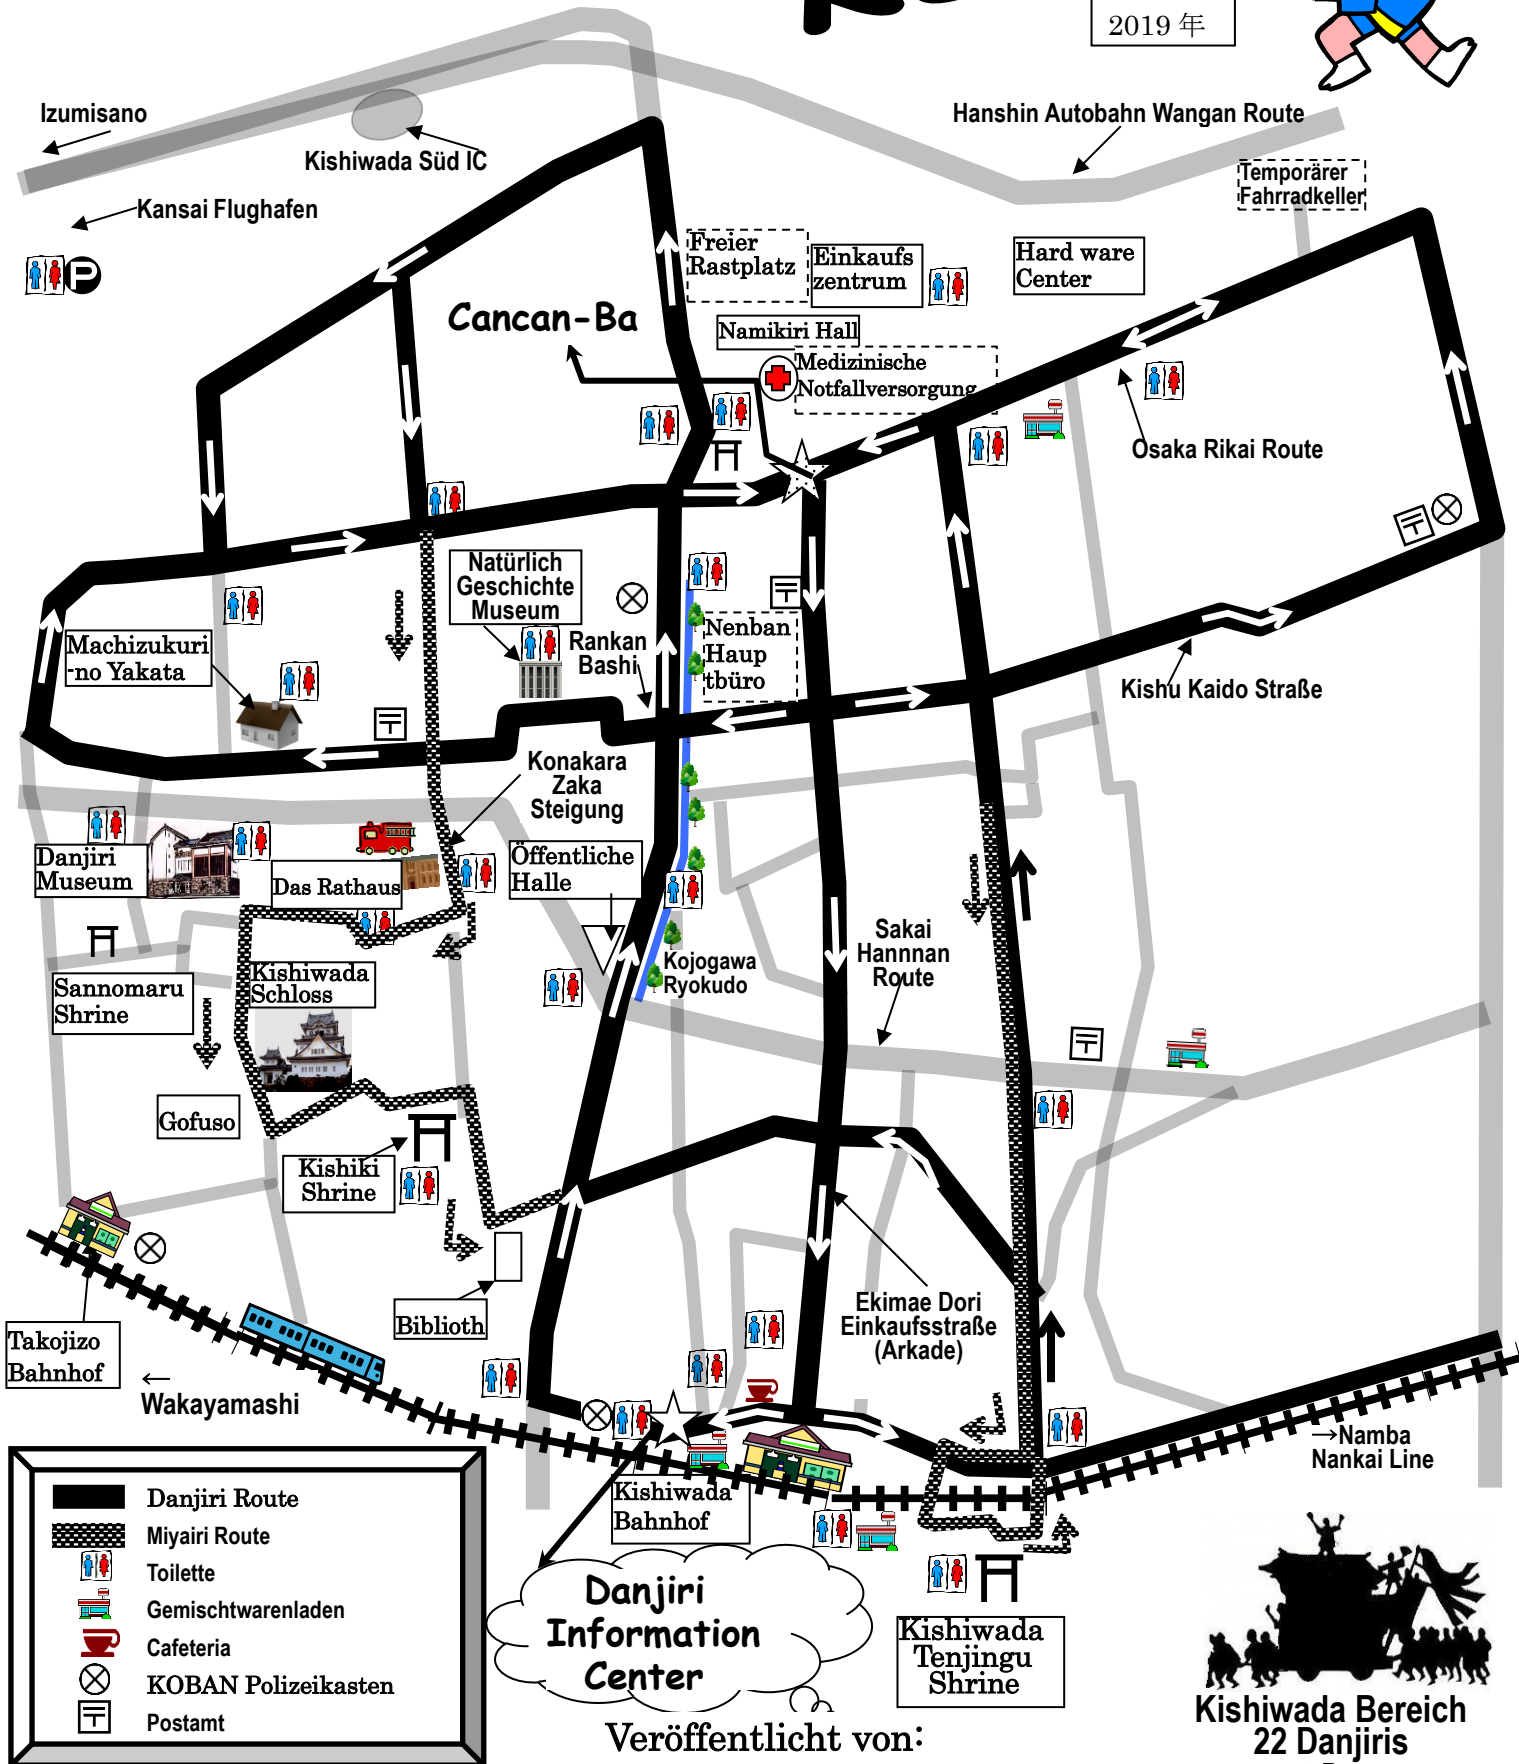 2019 年
Izumisano
Kishiwada Süd IC
Kansai Flughafen
P
Hanshin Autobahn Wangan Route
Temporärer
Fahrradkeller
Freier
Rastplatz
Einkaufs
zentrum
Hard ware
Center
Cancan-Ba
Namikiri Hall
Medizinische
Notfallversorgung
Osaka Rikai Route
Natürlich
Geschichte
Museum
Rankan
Bashi
Nenban
Haup
tbüro
Machizukuri
-no Yakata
Kishu Kaido Straße
Konakara
Zaka
Steigung
Danjiri
Museum
Das Rathaus
Öffentliche
Halle
Sakai
Hannnan
Route
Kojogawa
Ryokudo
Sannomaru
Shrine
Kishiwada
Schloss
Gofuso
Kishiki
Shrine
Biblioth
Takojizo
Bahnhof
←
Wakayamashi
Ekimae Dori
Einkaufsstraße
(Arkade)
→Namba
Nankai Line
Kishiwada
Bahnhof
Danjiri
Information
Center
Kishiwada
Tenjingu
Shrine
Danjiri Route
Miyairi Route
Toilette
Gemischtwarenladen
Cafeteria
KOBAN Polizeikasten
Postamt
Veröffentlicht von:
Kishiwada Bereich
22 Danjiris